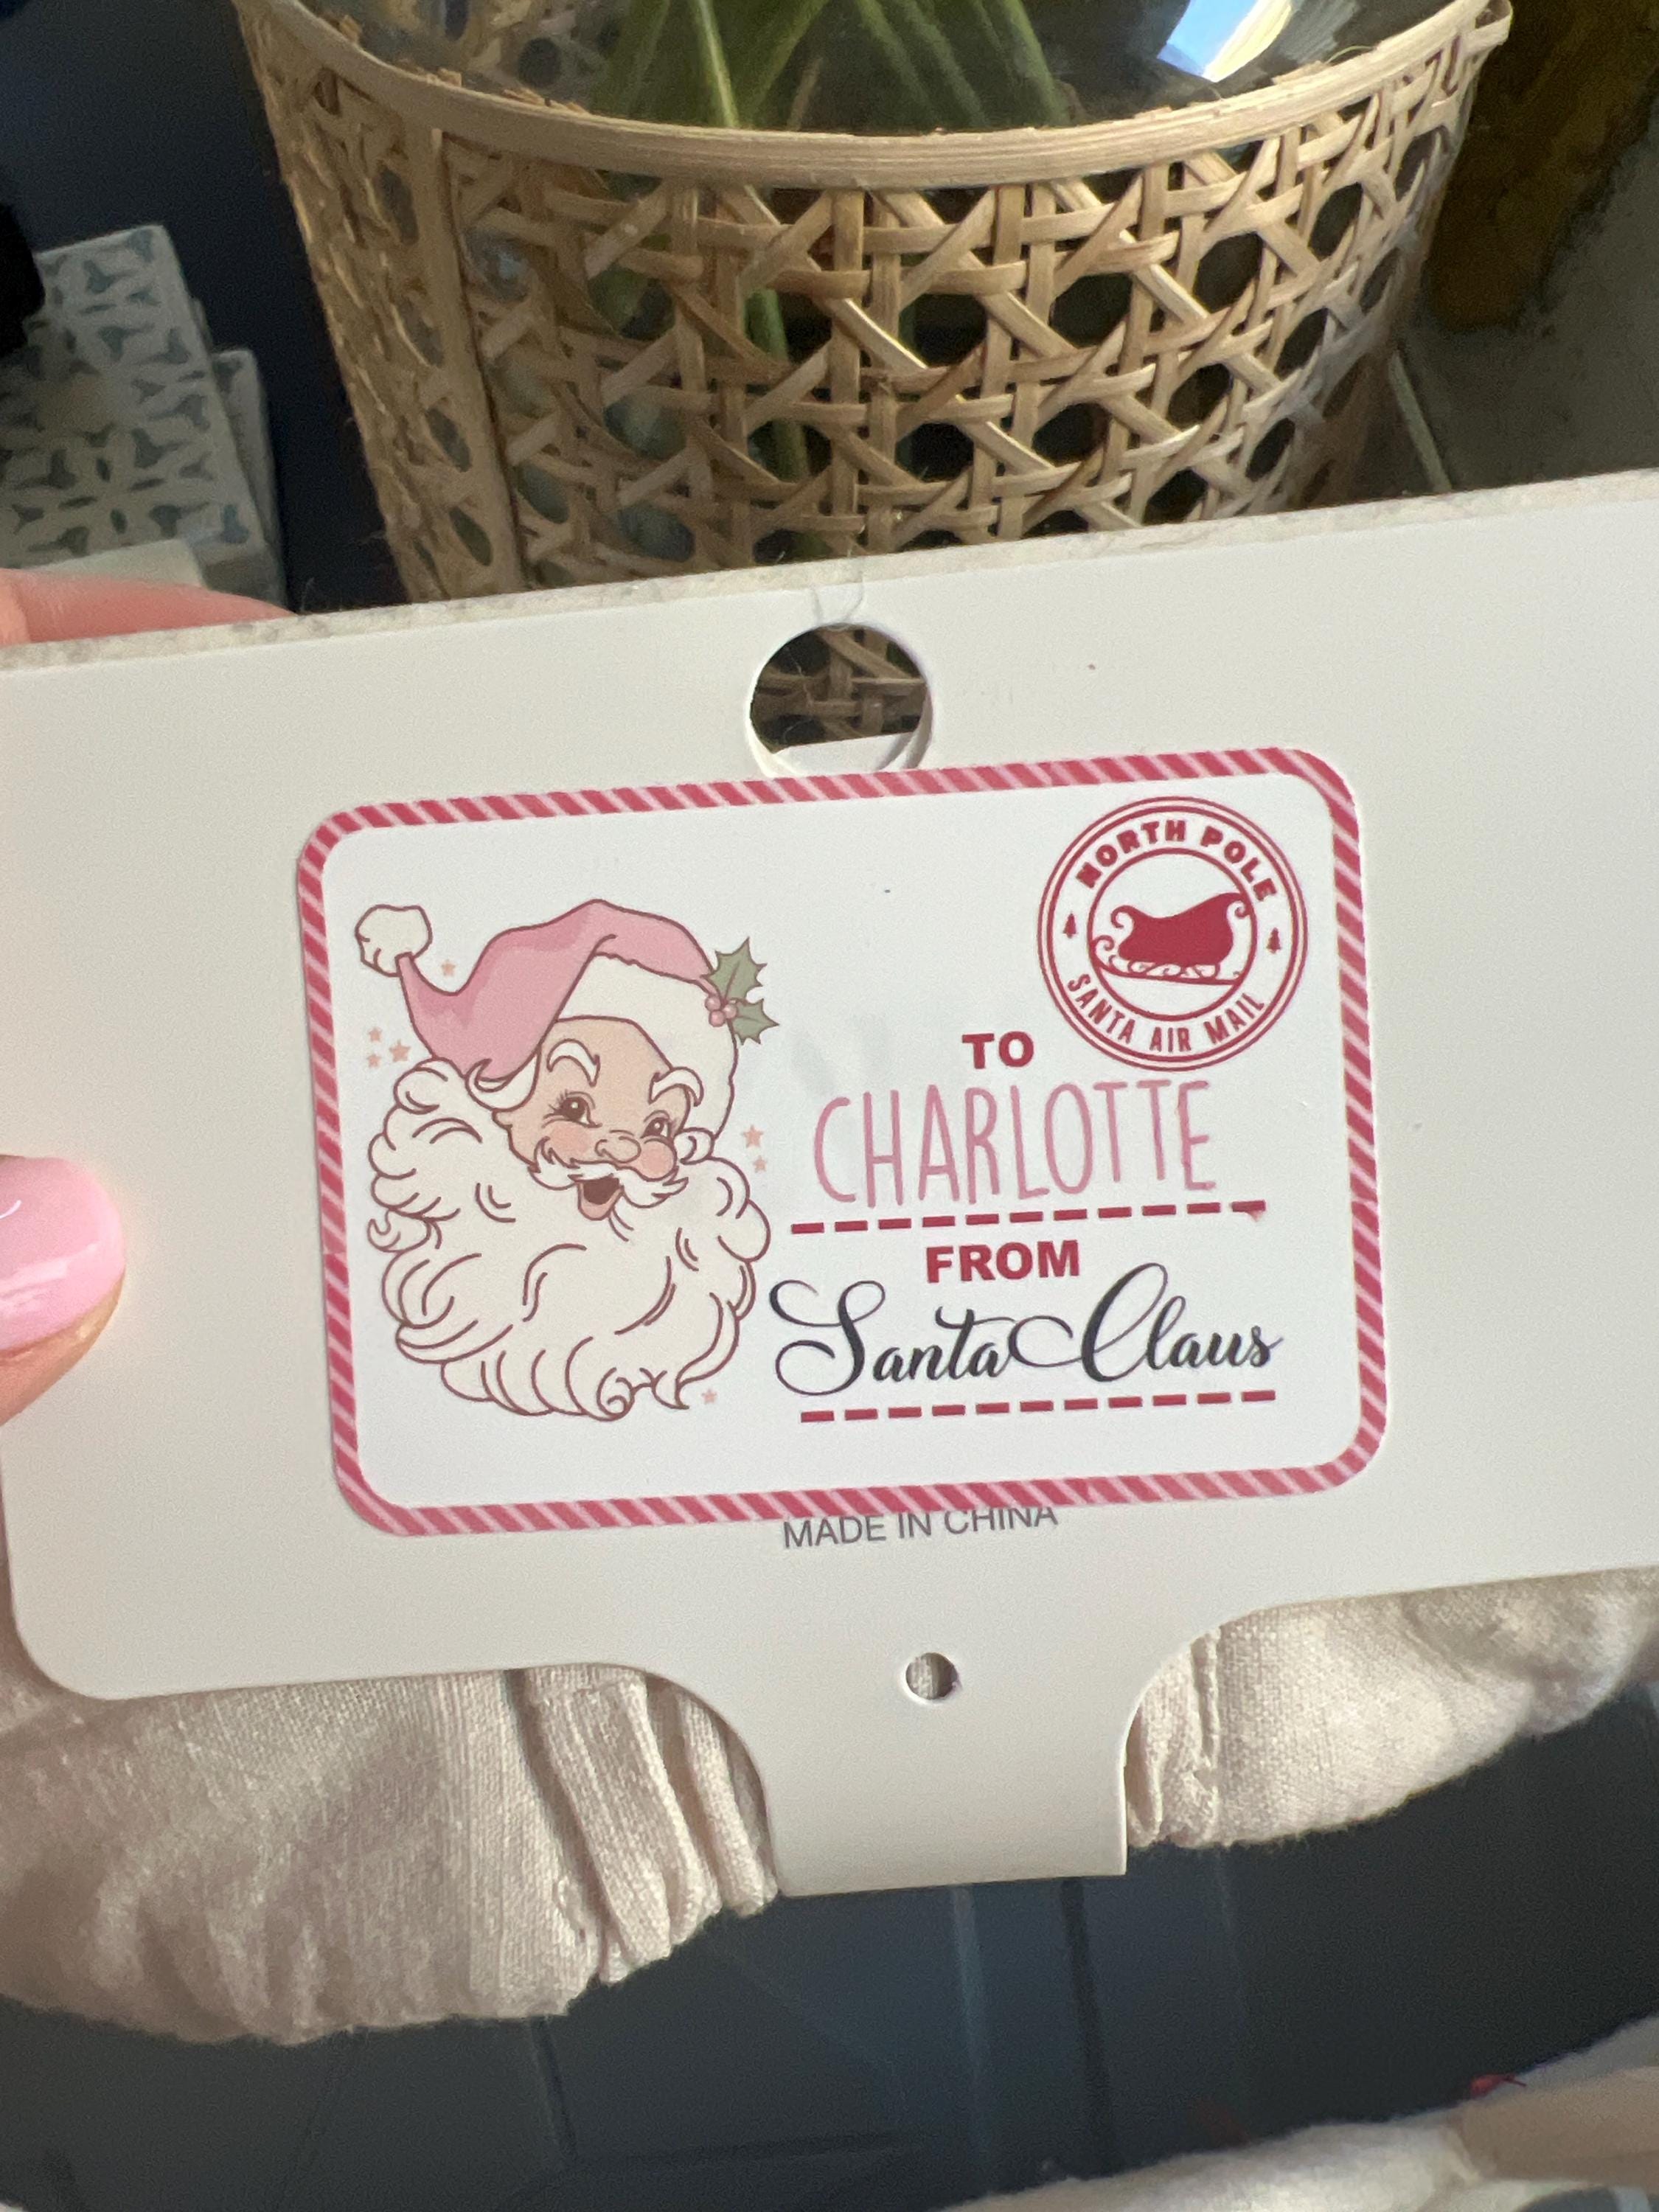 NORTH POLE
SANTA AIR MAIL
TO
CHARLOTTE
FROM
Santa Claus
MADE IN CHINA